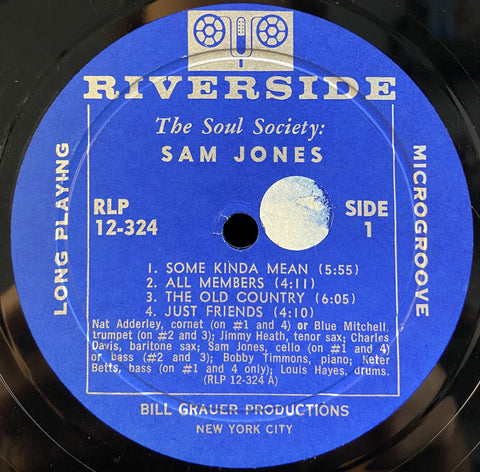 RIVERSIDE
The Soul Society:
SAM JONES
LONG PLAYING
MICROGROOVE
RLP
12-324
SIDE
1
1. SOME KINDA MEAN (5:55)
2. ALL MEMBERS (4:11)
3. THE OLD COUNTRY (6:05)
4. JUST FRIENDS (4:10)
Nat Adderley, cornet (on #1 and 4) or Blue Mitchell,
trumpet (on #2 and 3); Jimmy Heath, tenor sax; Charles
Davis, baritone sax; Sam Jones, cello (on #1 and 4)
or bass (#2 and 3); Bobby Timmons, piano; Keter
Betts, bass (on #1 and 4 only); Louis Hayes, drums.
(RLP 12-324 A)
BILL GRAUER PRODUCTIONS
NEW YORK CITY